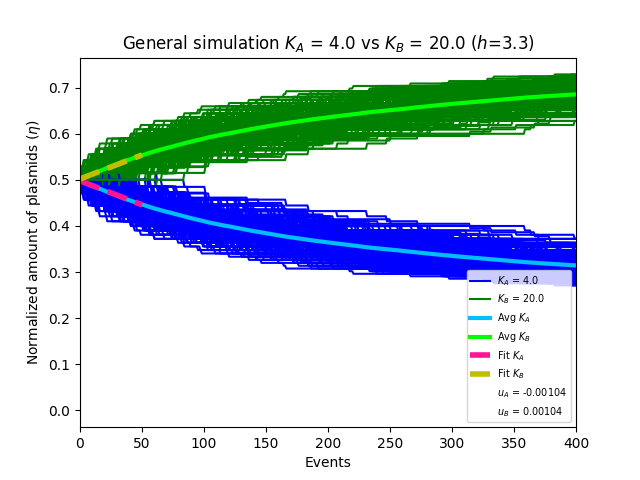 General simulation K_A = 4.0 vs K_B = 20.0 (h=3.3)
Normalized amount of plasmids (η)
0.7
0.6
0.5
0.4
0.3
0.2
0.1
0.0
K_A = 4.0
K_B = 20.0
Avg K_A
Avg K_B
Fit K_A
Fit K_B
u_A = -0.00104
u_B = 0.00104
0 50 100 150 200 250 300 350 400
Events